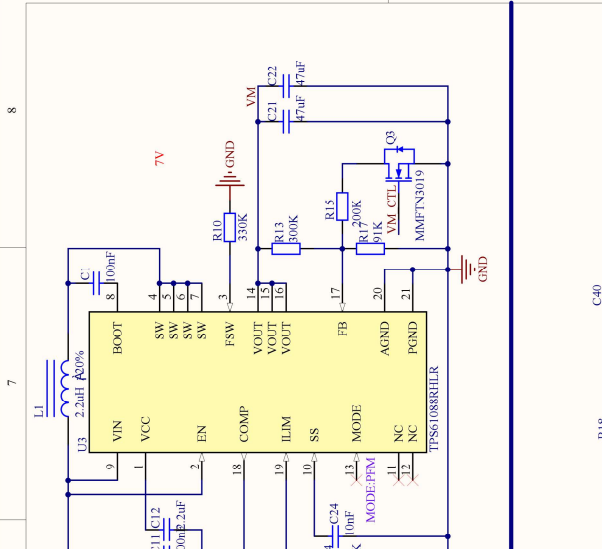 8
7
7V
VM
C22
47uF
C21
47uF
GND
R10
330K
R13
300K
R15
200K
R17
91K
Q3
VM_CTL
MMFTN3019
GND
100nF
8
4
5
6
7
3
14
15
16
17
20
21
BOOT
SW
SW
SW
SW
FSW
VOUT
VOUT
VOUT
FB
AGND
PGND
L1
2.2uH
20%
U3
TPS61088RHLR
VIN
VCC
EN
COMP
ILIM
SS
MODE
NC
NC
9
1
2
18
19
10
13
11
12
MODE:PFM
C12
2.2uF
C11
C24
10nF
K
C40